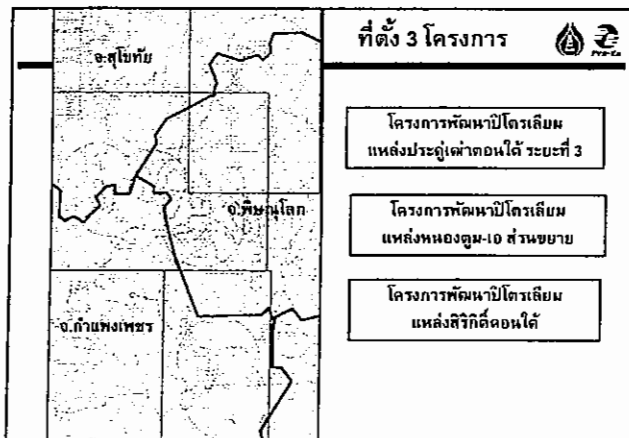 ที่ตั้ง 3 โครงการ
จ.สุโขทัย
จ.พิษณุโลก
จ.กำแพงเพชร
โครงการพัฒนาปิโตรเลียม
แหล่งประดู่เฒ่าตอนใต้ ระยะที่ 3
โครงการพัฒนาปิโตรเลียม
แหล่งหนองตูม-เอ ส่วนขยาย
โครงการพัฒนาปิโตรเลียม
แหล่งสิริกิติ์ตอนใต้